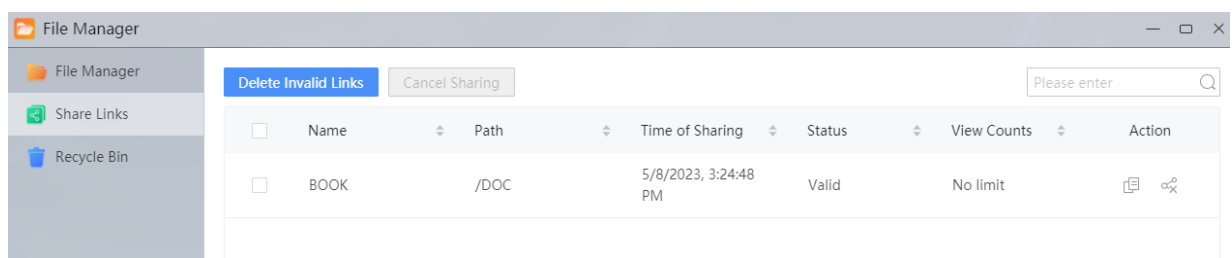 File Manager
File Manager
Share Links
Recycle Bin
Delete Invalid Links Cancel Sharing Please enter
Name Path Time of Sharing Status View Counts Action
BOOK /DOC 5/8/2023, 3:24:48 Valid No limit
PM